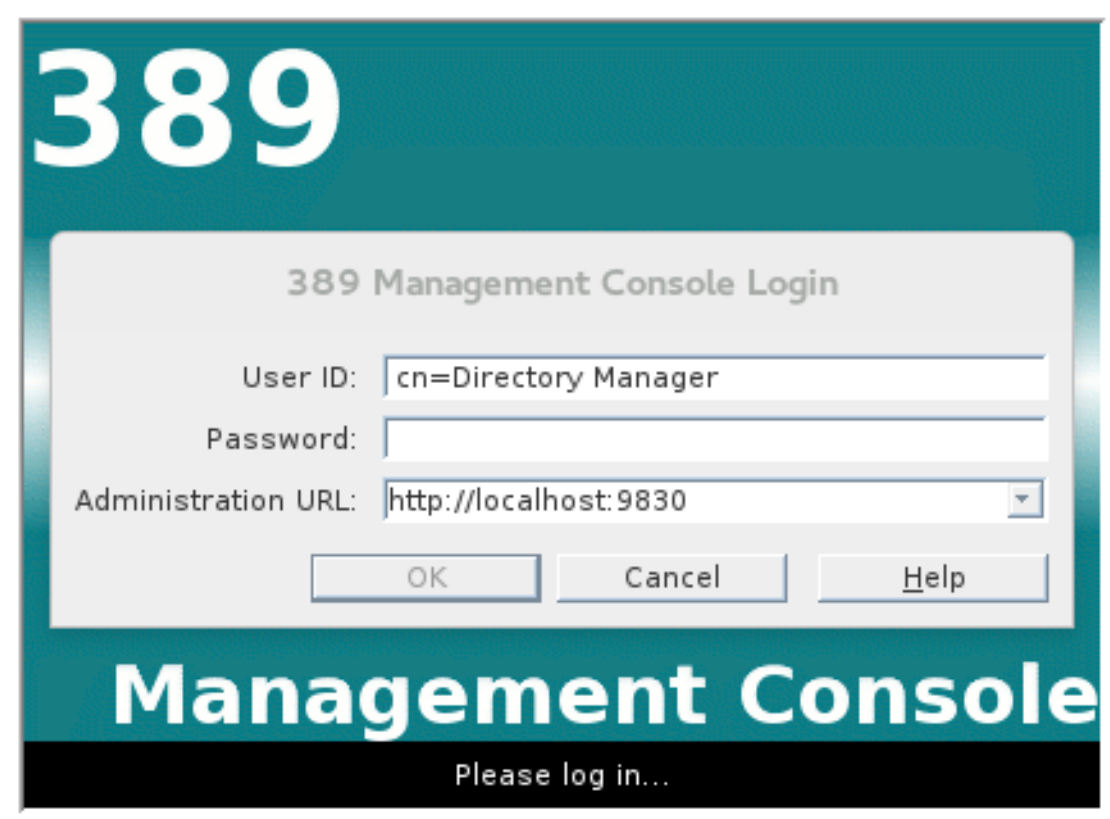 389
389 Management Console Login
User ID: cn=Directory Manager
Password:
Administration URL: http://localhost:9830
OK Cancel Help
Management Console
Please log in...